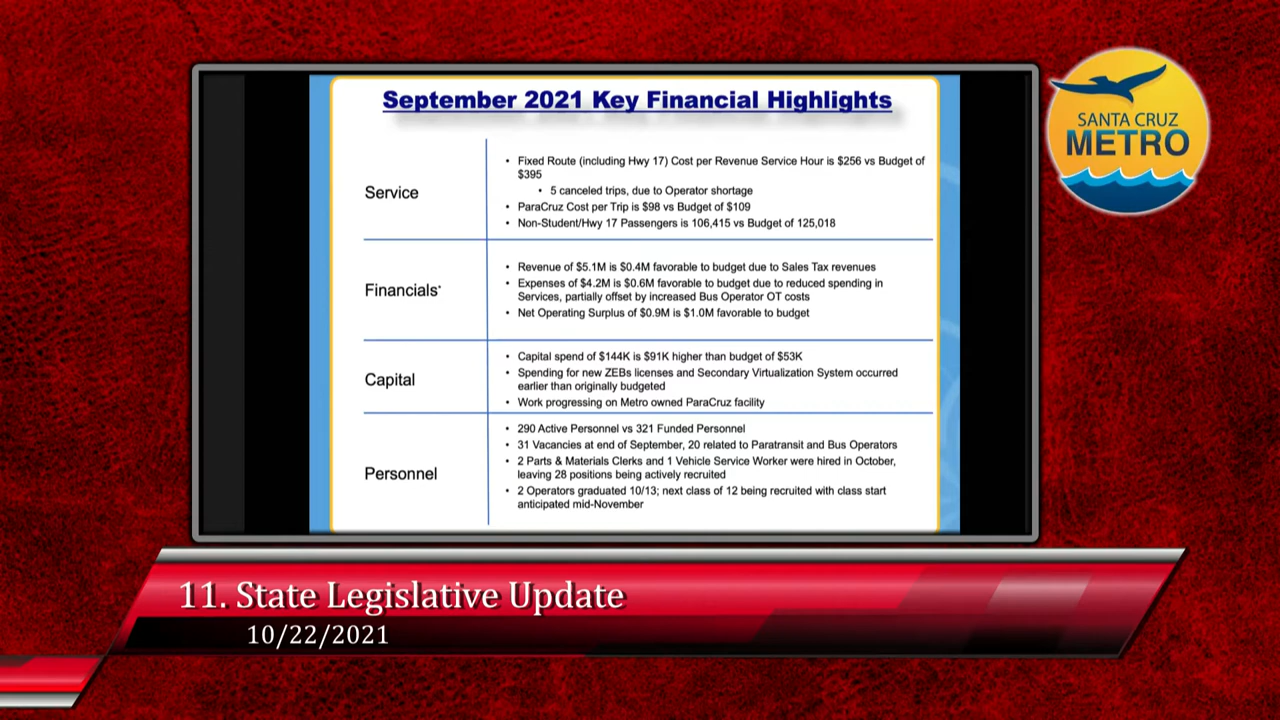 September 2021 Key Financial Highlights
Service
• Fixed Route (including Hwy 17) Cost per Revenue Service Hour is $256 vs Budget of
$395
• 5 canceled trips, due to Operator shortage
• ParaCruz Cost per Trip is $98 vs Budget of $109
• Non-Student/Hwy 17 Passengers is 106,415 vs Budget of 125,018
Financials*
• Revenue of $5.1M is $0.4M favorable to budget due to Sales Tax revenues
• Expenses of $4.2M is $0.6M favorable to budget due to reduced spending in
Services, partially offset by increased Bus Operator OT costs
• Net Operating Surplus of $0.9M is $1.0M favorable to budget
Capital
• Capital spend of $144K is $91K higher than budget of $53K
• Spending for new ZEBs licenses and Secondary Virtualization System occurred
earlier than originally budgeted
• Work progressing on Metro owned ParaCruz facility
Personnel
• 290 Active Personnel vs 321 Funded Personnel
• 31 Vacancies at end of September, 20 related to Paratransit and Bus Operators
• 2 Parts & Materials Clerks and 1 Vehicle Service Worker were hired in October,
leaving 28 positions being actively recruited
• 2 Operators graduated 10/13; next class of 12 being recruited with class start
anticipated mid-November
SANTA CRUZ
METRO
11. State Legislative Update
10/22/2021